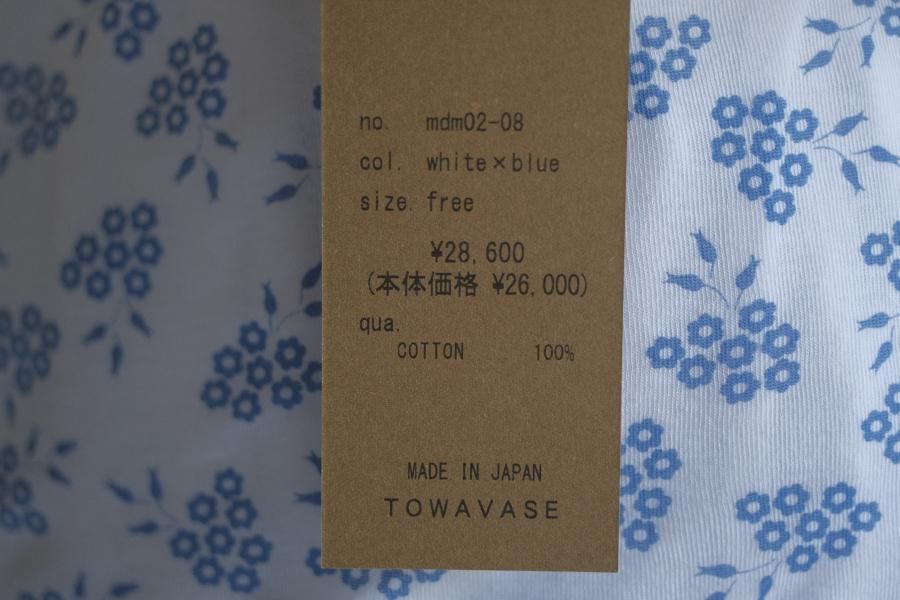 no. mdm02-08
col. white×blue
size. free
¥28,600
(本体価格 ¥26,000)
qua.
COTTON 100%
MADE IN JAPAN
TOWAVASE